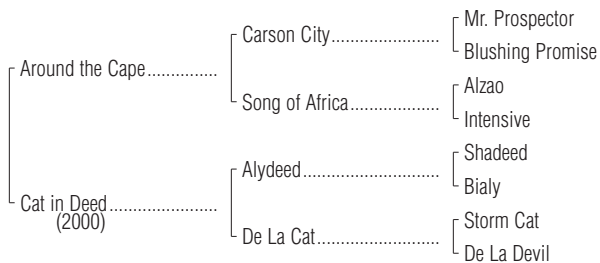 Mr. Prospector
Carson City
Blushing Promise
Around the Cape
Alzao
Song of Africa
Intensive
Shadeed
Alydeed
Bialy
Cat in Deed
(2000)
Storm Cat
De La Cat
De La Devil